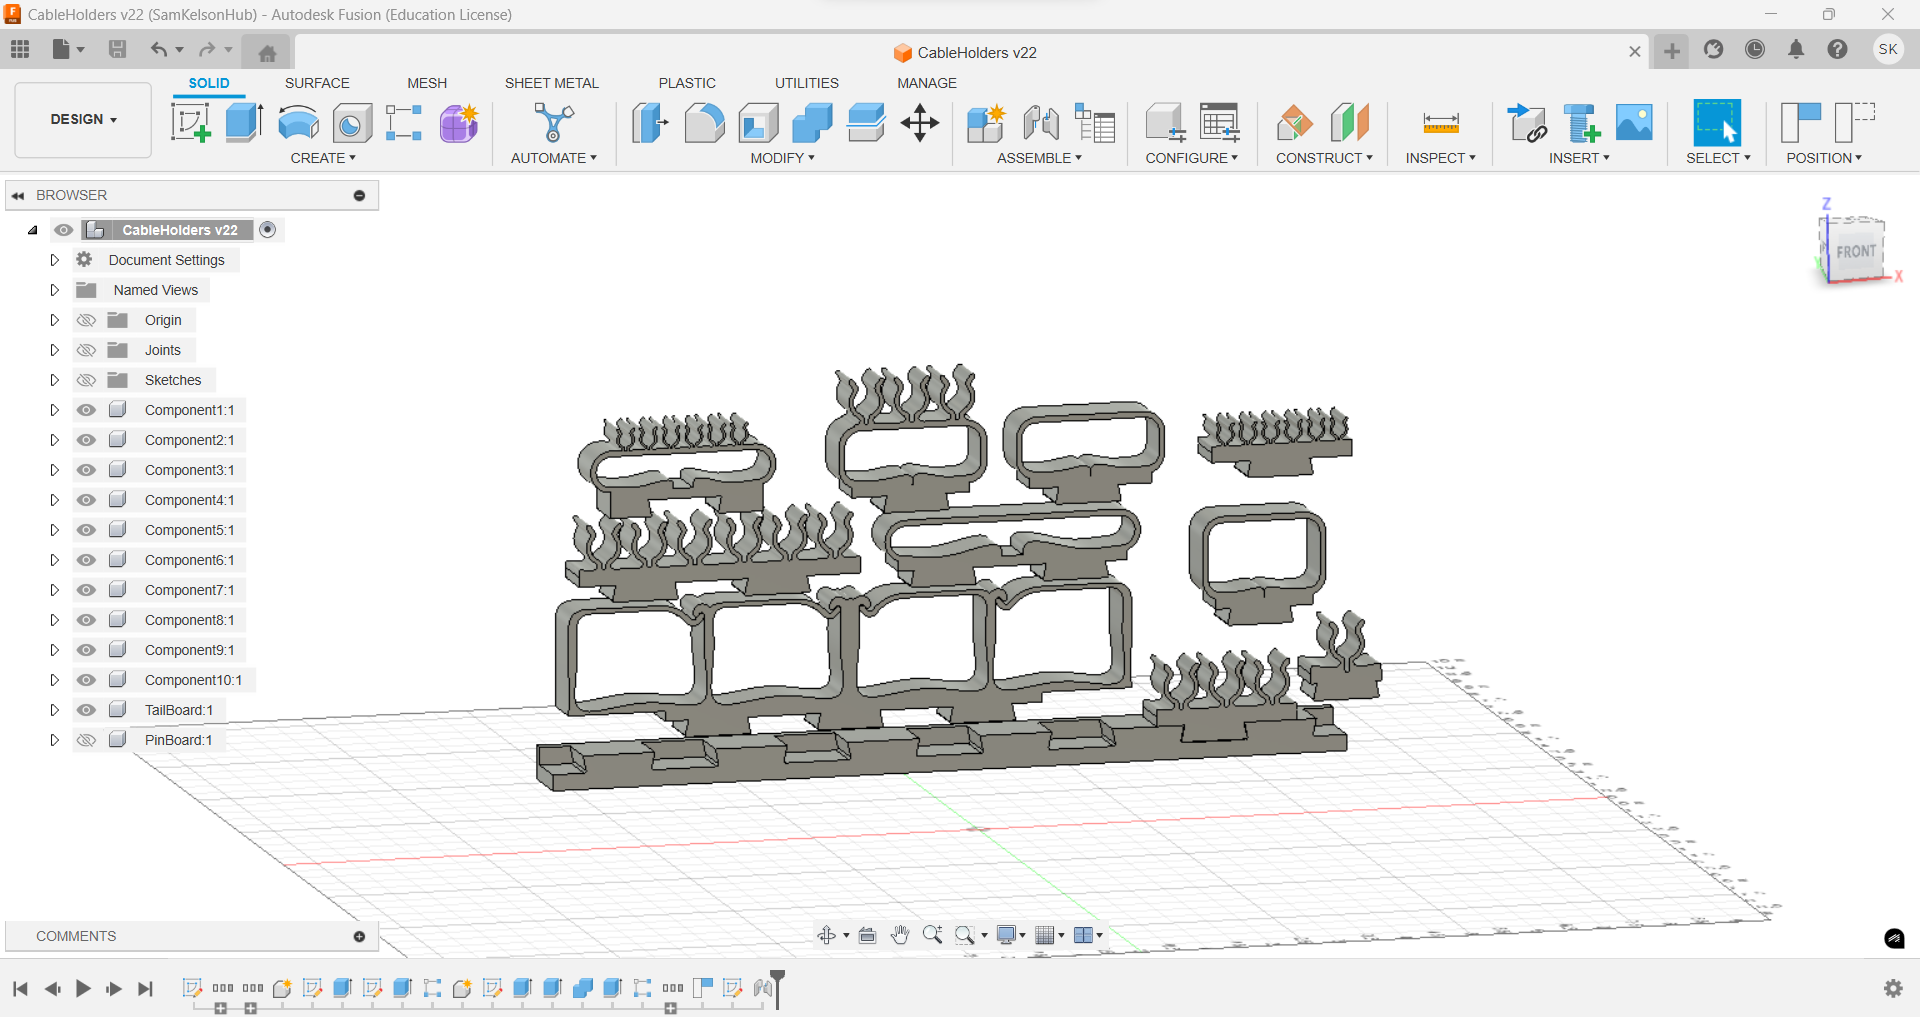 CableHolders v22 (SamKelsonHub) - Autodesk Fusion (Education License)
CableHolders v22
SK
DESIGN
SOLID SURFACE MESH SHEET METAL PLASTIC UTILITIES MANAGE
CREATE AUTOMATE MODIFY ASSEMBLE CONFIGURE CONSTRUCT INSPECT INSERT SELECT POSITION
BROWSER
CableHolders v22
Document Settings
Named Views
Origin
Joints
Sketches
Component1:1
Component2:1
Component3:1
Component4:1
Component5:1
Component6:1
Component7:1
Component8:1
Component9:1
Component10:1
TailBoard:1
PinBoard:1
Z
FRONT
X
COMMENTS